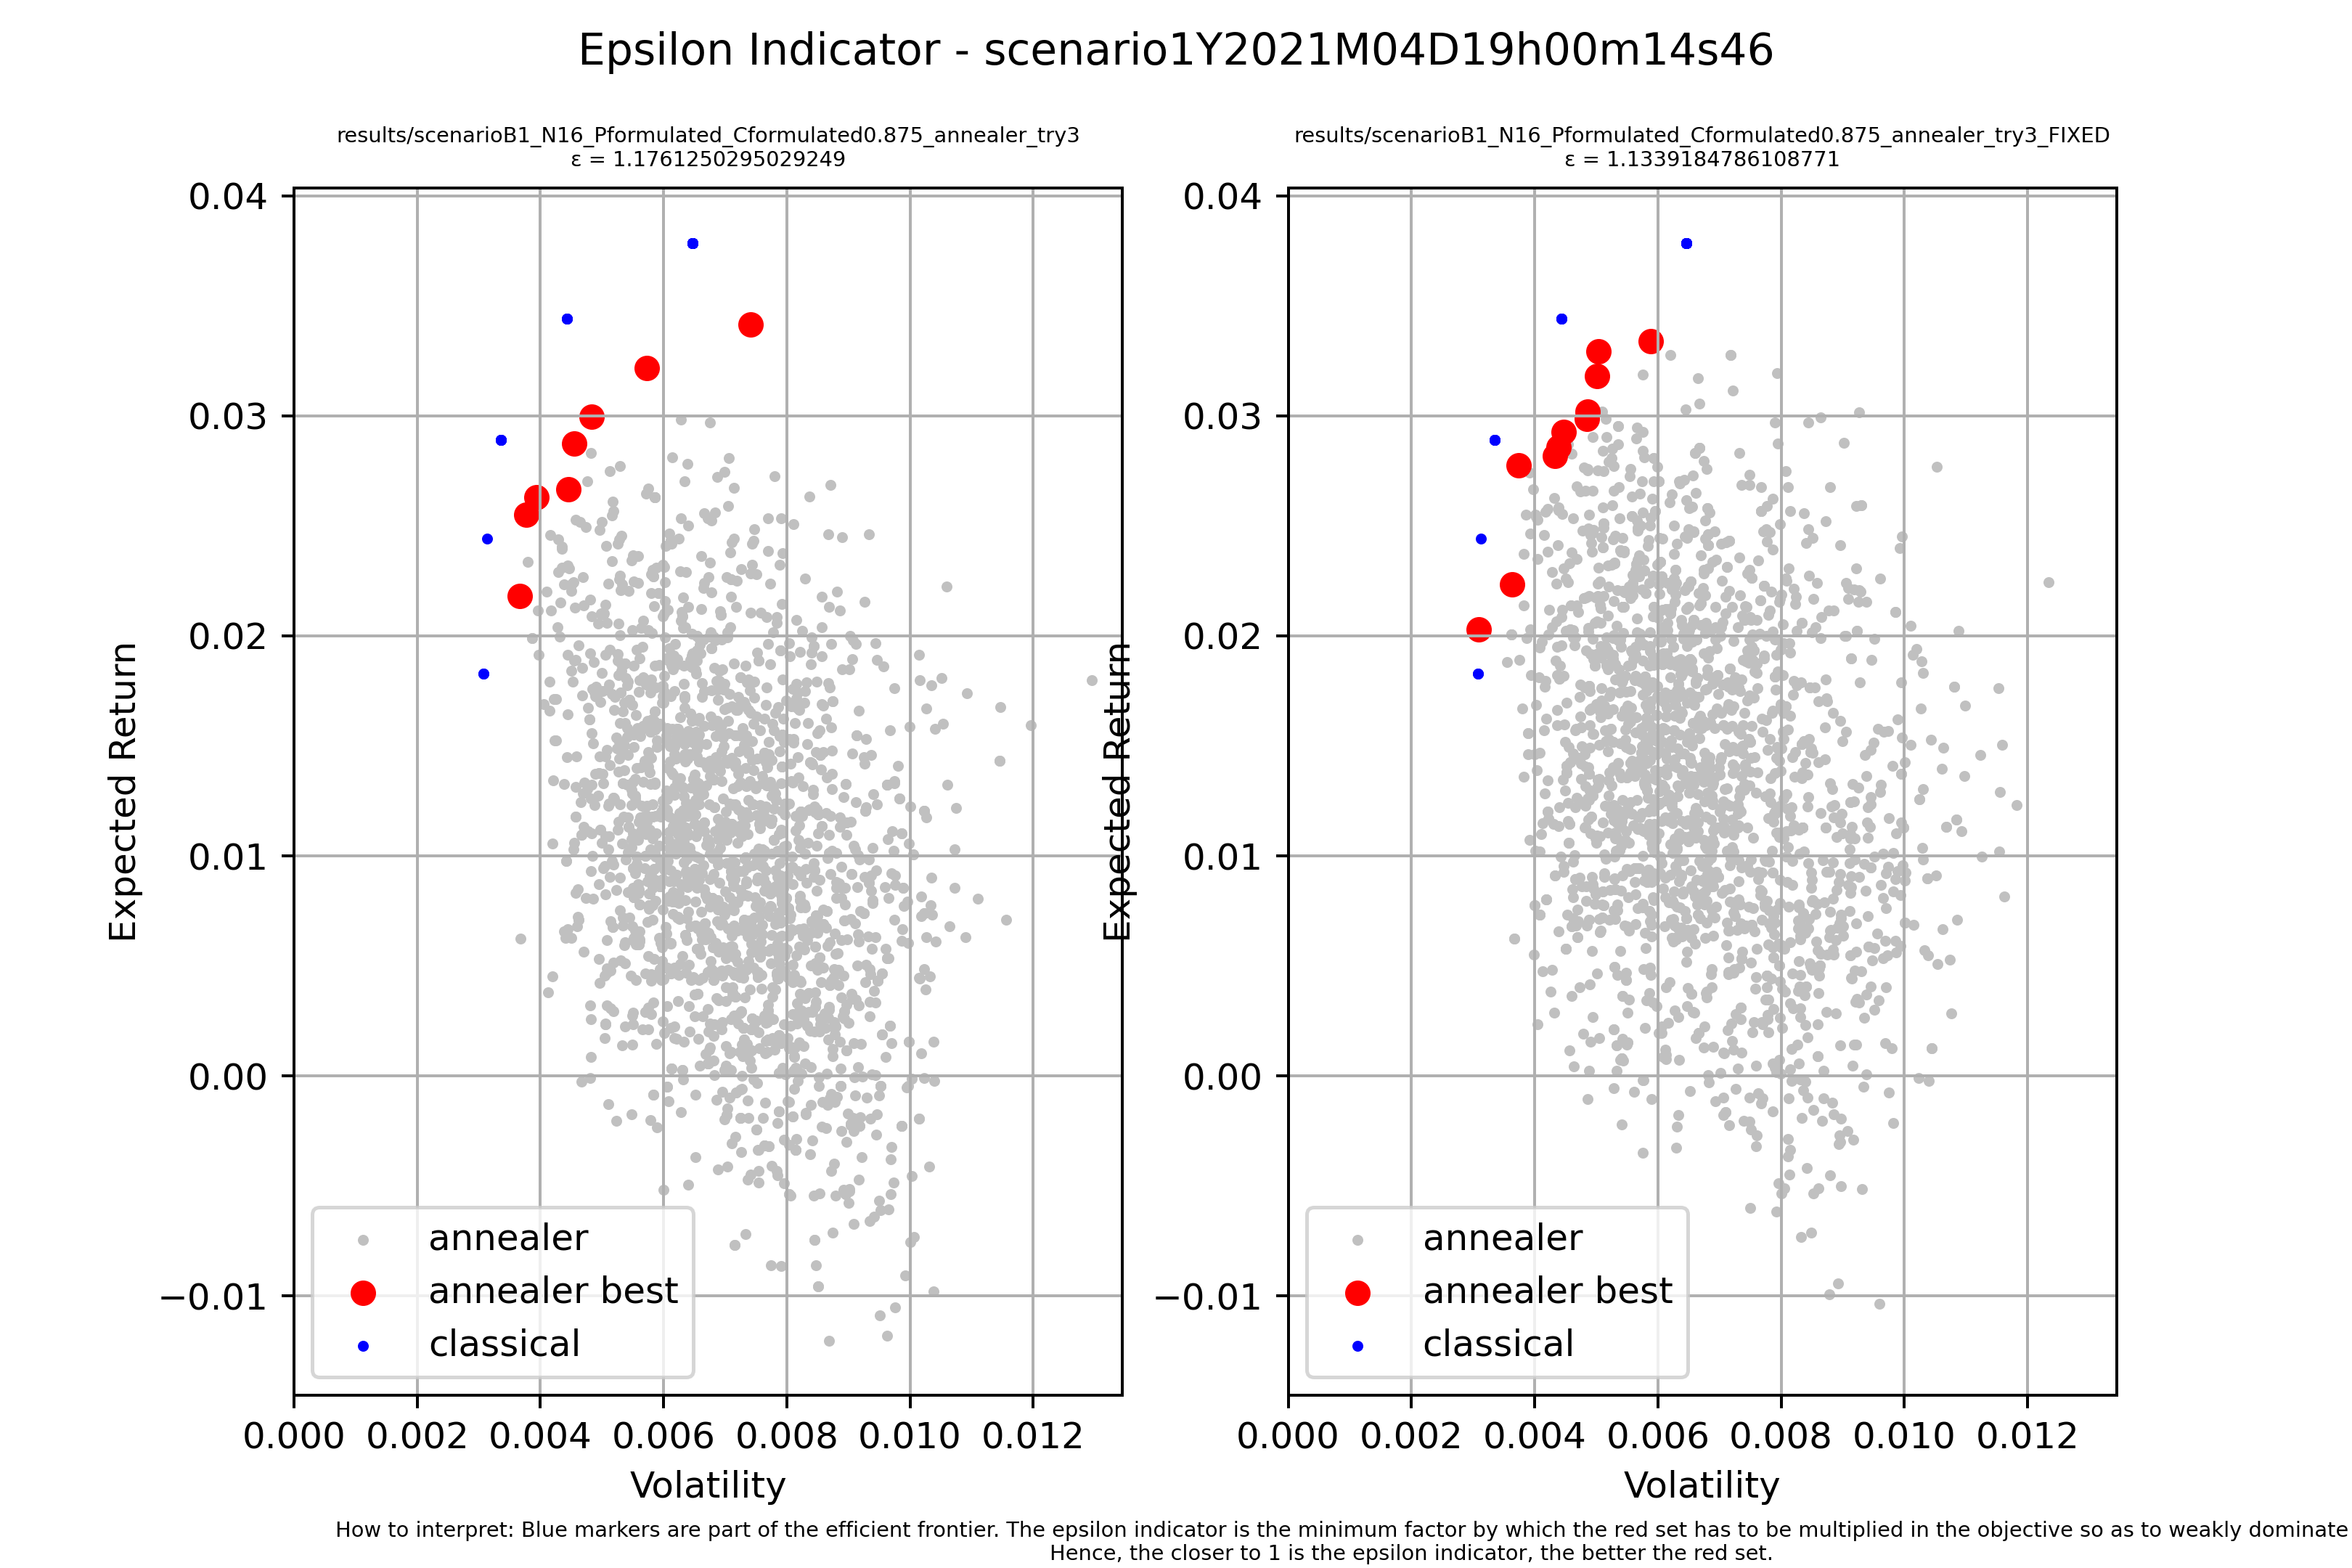 Epsilon Indicator - scenario1Y2021M04D19h00m14s46
results/scenarioB1_N16_Pformulated_Cformulated0.875_annealer_try3
ε = 1.1761250295029249
0.04
0.03
0.02
0.01
0.00
−0.01
Expected Return
annealer
annealer best
classical
0.000 0.002 0.004 0.006 0.008 0.010 0.012
Volatility
results/scenarioB1_N16_Pformulated_Cformulated0.875_annealer_try3_FIXED
ε = 1.1339184786108771
0.04
0.03
0.02
0.01
0.00
−0.01
Expected Return
annealer
annealer best
classical
0.000 0.002 0.004 0.006 0.008 0.010 0.012
Volatility
How to interpret: Blue markers are part of the efficient frontier. The epsilon indicator is the minimum factor by which the red set has to be multiplied in the objective so as to weakly dominate
Hence, the closer to 1 is the epsilon indicator, the better the red set.